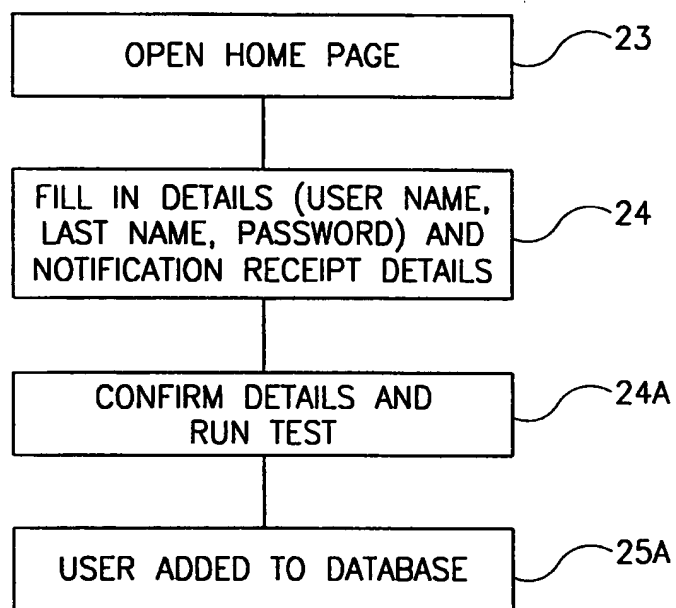 OPEN HOME PAGE
23
FILL IN DETAILS (USER NAME,
LAST NAME, PASSWORD) AND
NOTIFICATION RECEIPT DETAILS
24
CONFIRM DETAILS AND
RUN TEST
24A
USER ADDED TO DATABASE
25A